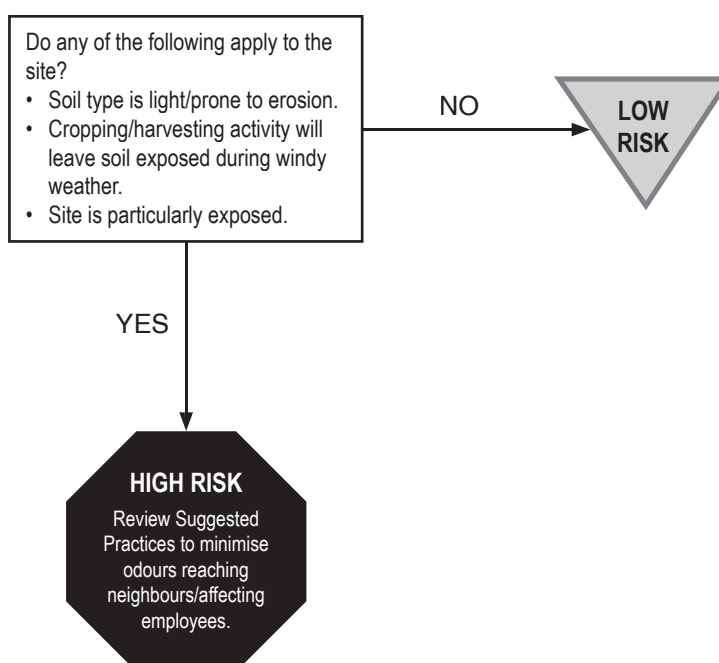 Do any of the following apply to the
site?
• Soil type is light/prone to erosion.
• Cropping/harvesting activity will
leave soil exposed during windy
weather.
• Site is particularly exposed.
NO
LOW
RISK
YES
HIGH RISK
Review Suggested
Practices to minimise
odours reaching
neighbours/affecting
employees.